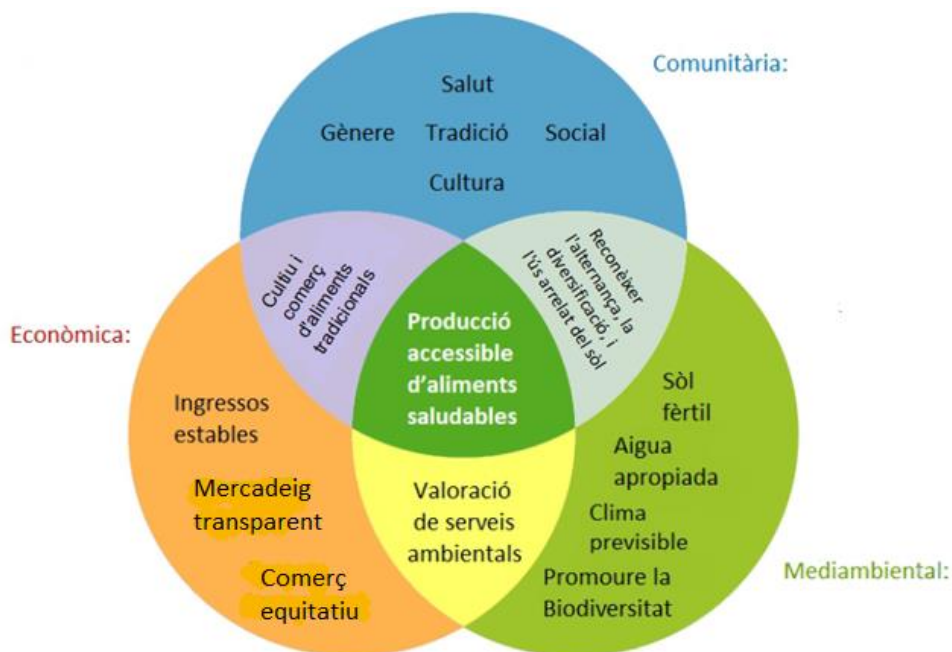 Comunitària:
Salut
Gènere Tradició Social
Cultura
Cultiu i
comerç
d'aliments
tradicionals
Reconèixer
l'alternança, la
diversificació, i
l'ús arrelat del sòl
Econòmica:
Producció
accessible
d'aliments
saludables
Ingressos
estables
Mercadeig
transparent
Comerç
equitatiu
Valoració
de serveis
ambientals
Sòl
fèrtil
Aigua
apropiada
Clima
previsible
Promoure la
Biodiversitat
Mediambiental: